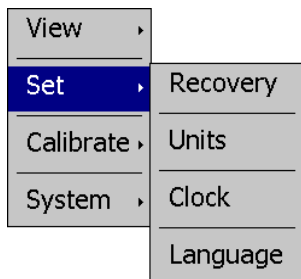 View
Set
Calibrate
System
Recovery
Units
Clock
Language